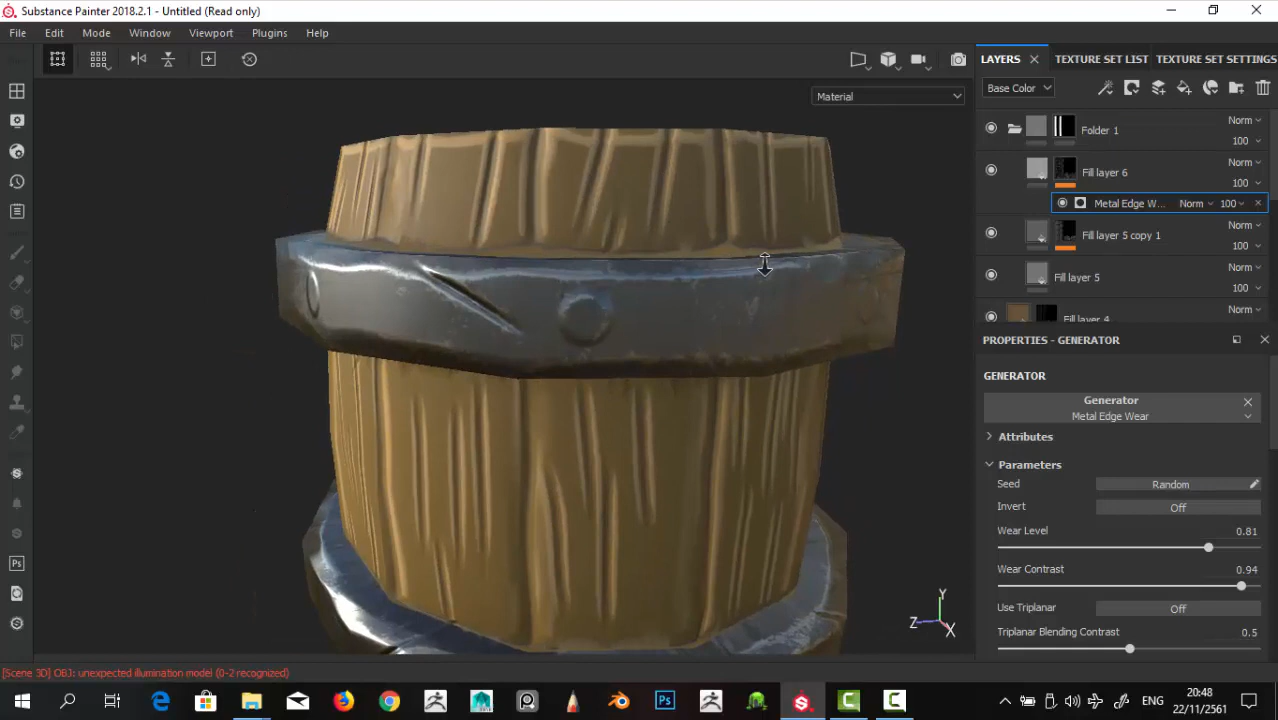 Substance Painter 2018.2.1 - Untitled (Read only)
File Edit Mode Window Viewport Plugins Help
LAYERS TEXTURE SET LIST TEXTURE SET SETTINGS
Base Color
Material
Folder 1 Norm 100
Fill layer 6 Norm 100
Metal Edge W... Norm 100
Fill layer 5 copy 1 Norm 100
Fill layer 5 Norm 100
Fill layer 4 Norm
PROPERTIES - GENERATOR
GENERATOR
Generator
Metal Edge Wear
Attributes
Parameters
Seed Random
Invert Off
Wear Level 0.81
Wear Contrast 0.94
Use Triplanar Off
Triplanar Blending Contrast 0.5
Y
Z X
Ps
[Scene 3D] OBJ: unexpected illumination model (0-2 recognized)
Ps
ENG
20:48
22/11/2561